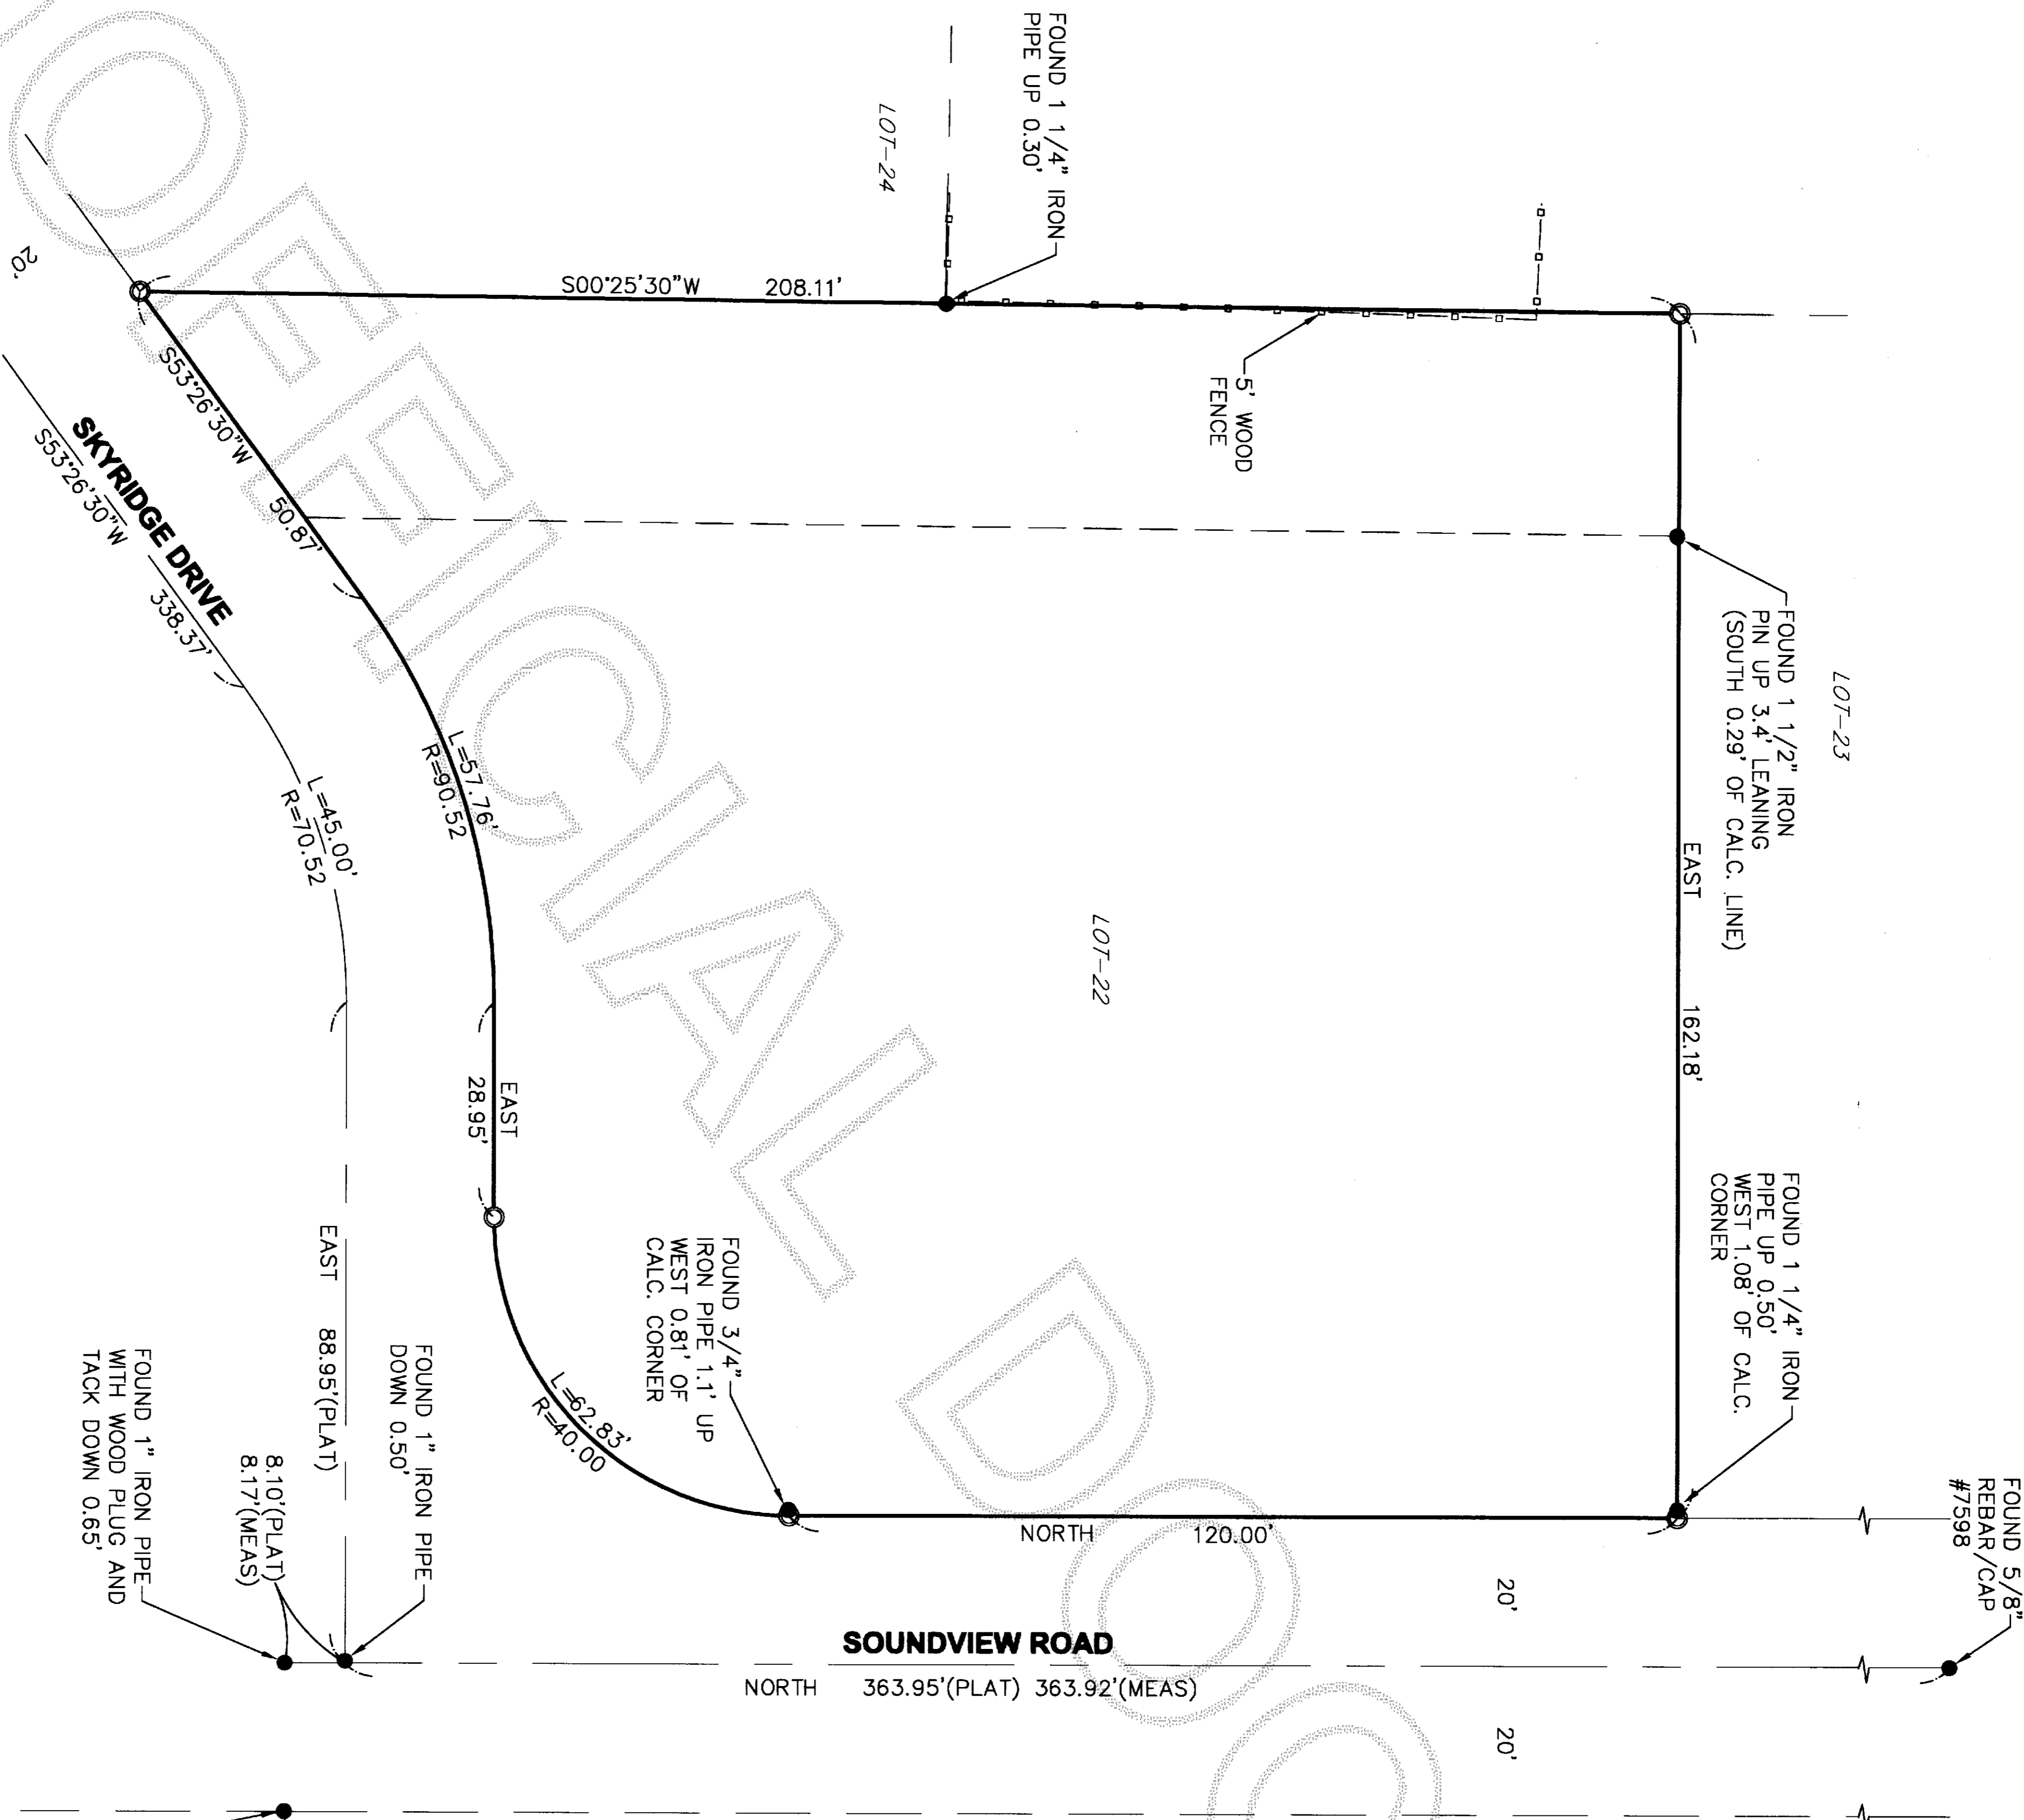 FOUND 1 1/4" IRON
PIPE UP 0.30'
LOT-24
S00°25'30"W 208.11'
5' WOOD
FENCE
LOT-23
FOUND 1 1/2" IRON
PIN UP 3.4' LEANING
(SOUTH 0.29' OF CALC. LINE)
EAST 162.18'
FOUND 1 1/4" IRON
PIPE UP 0.50'
WEST 1.08' OF CALC.
CORNER
FOUND 5/8"
REBAR/CAP
#7598
LOT-22
20'
S53°26'30"W 50.87'
SKYRIDGE DRIVE
S53°26'30"W 338.37'
L=57.76'
R=90.52
L=45.00'
R=70.52
EAST
28.95'
EAST 88.95'(PLAT)
L=62.83'
R=40.00
FOUND 3/4"
IRON PIPE 1.1' UP
WEST 0.81' OF
CALC. CORNER
NORTH 120.00'
FOUND 1" IRON PIPE
DOWN 0.50'
8.10'(PLAT)
8.17'(MEAS)
FOUND 1" IRON PIPE
WITH WOOD PLUG AND
TACK DOWN 0.65'
20'
SOUNDVIEW ROAD
NORTH 363.95'(PLAT) 363.92'(MEAS)
20'
OFFICIAL DOC